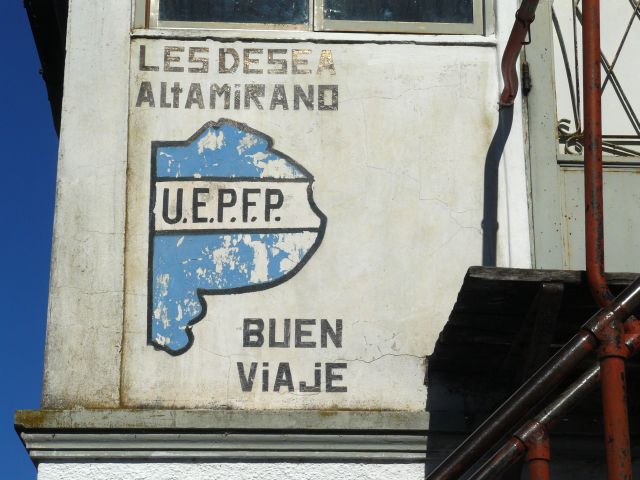 LES DESEA
ALtAMiRANO
U.E.P.F.P.
BUEN
ViAJE